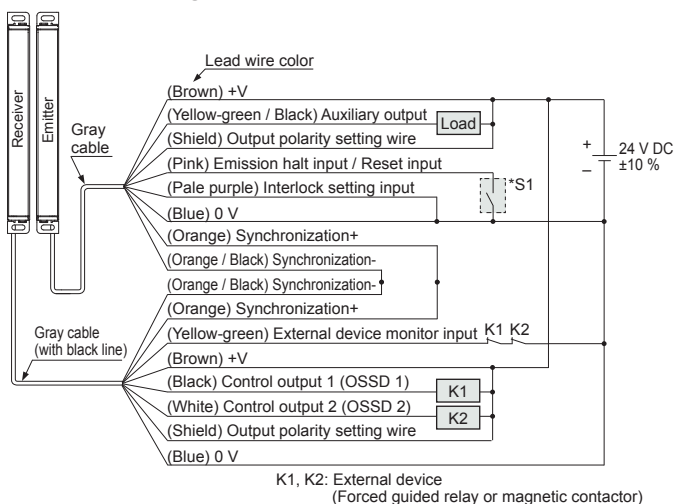 Receiver
Emitter
Gray
cable
Lead wire color
(Brown) +V
(Yellow-green / Black) Auxiliary output
Load
(Shield) Output polarity setting wire
(Pink) Emission halt input / Reset input
*S1
(Pale purple) Interlock setting input
(Blue) 0 V
+
–
24 V DC
±10 %
(Orange) Synchronization+
(Orange / Black) Synchronization-
(Orange / Black) Synchronization-
(Orange) Synchronization+
Gray cable
(with black line)
(Yellow-green) External device monitor input K1 K2
(Brown) +V
(Black) Control output 1 (OSSD 1)
K1
(White) Control output 2 (OSSD 2)
K2
(Shield) Output polarity setting wire
(Blue) 0 V
K1, K2: External device
(Forced guided relay or magnetic contactor)